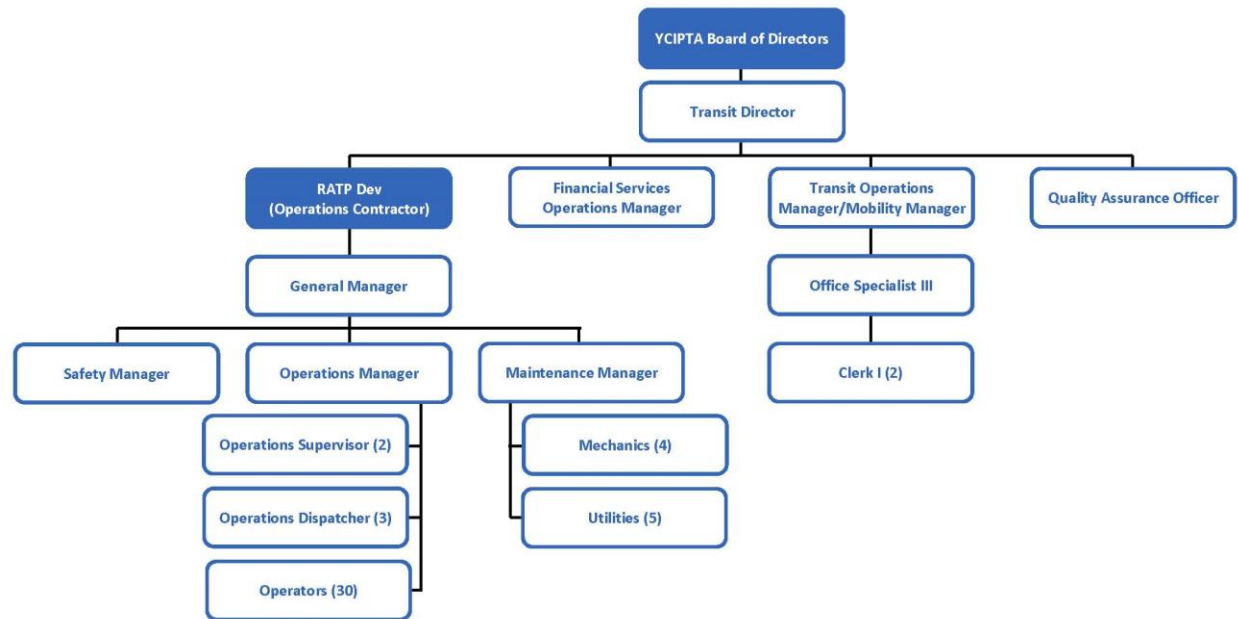 YCIPTA Board of Directors
Transit Director
RATP Dev
(Operations Contractor)
Financial Services
Operations Manager
Transit Operations
Manager/Mobility Manager
Quality Assurance Officer
General Manager
Office Specialist III
Safety Manager
Operations Manager
Maintenance Manager
Clerk I (2)
Operations Supervisor (2)
Mechanics (4)
Operations Dispatcher (3)
Utilities (5)
Operators (30)